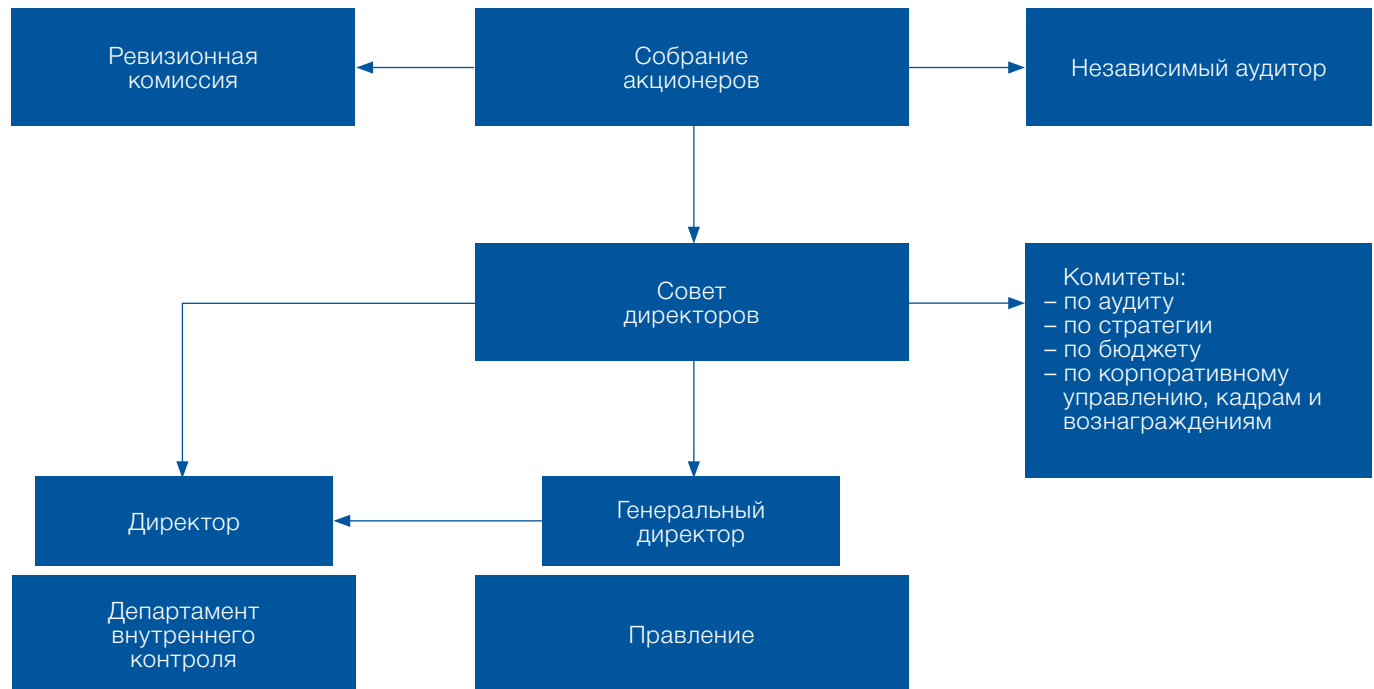 Ревизионная
комиссия
Собрание
акционеров
Независимый аудитор
Совет
директоров
Комитеты:
– по аудиту
– по стратегии
– по бюджету
– по корпоративному
управлению, кадрам и
вознаграждениям
Директор
Генеральный
директор
Департамент
внутреннего
контроля
Правление